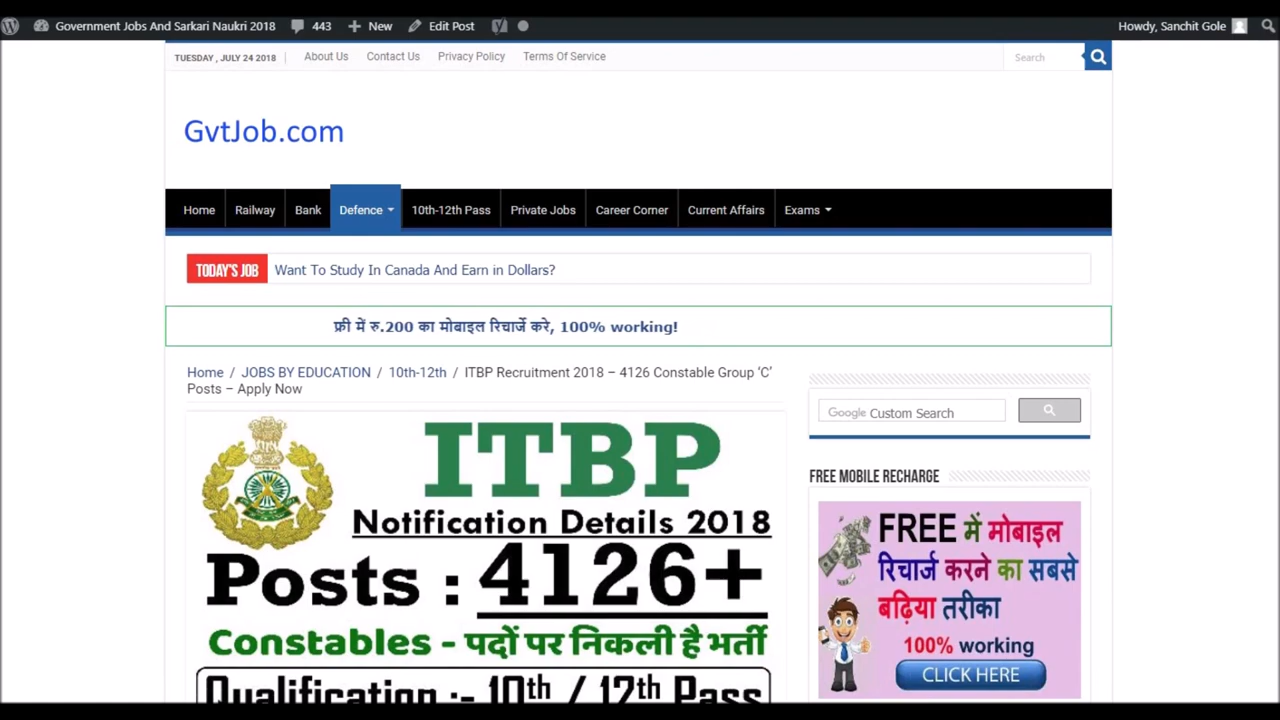 Government Jobs And Sarkari Naukri 2018 443 New Edit Post Howdy, Sanchit Gole
TUESDAY , JULY 24 2018 About Us Contact Us Privacy Policy Terms Of Service Search
GvtJob.com
Home Railway Bank Defence 10th-12th Pass Private Jobs Career Corner Current Affairs Exams
TODAY'S JOB Want To Study In Canada And Earn in Dollars?
फ्री में रु.200 का मोबाइल रिचार्जे करे, 100% working!
Home / JOBS BY EDUCATION / 10th-12th / ITBP Recruitment 2018 – 4126 Constable Group ‘C’
Posts – Apply Now
ITBP
Notification Details 2018
Posts : 4126+
Constables - पदों पर निकली है भर्ती
Qualification :- 10th / 12th Pass
Google Custom Search
FREE MOBILE RECHARGE
FREE में मोबाइल
रिचार्ज करने का सबसे
बढ़िया तरीका
100% working
CLICK HERE